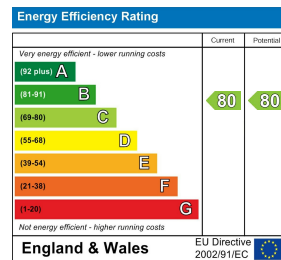 Energy Efficiency Rating
Current Potential
Very energy efficient - lower running costs
(92 plus) A
(81-91) B
80 80
(69-80) C
(55-68) D
(39-54) E
(21-38) F
(1-20) G
Not energy efficient - higher running costs
England & Wales
EU Directive
2002/91/EC